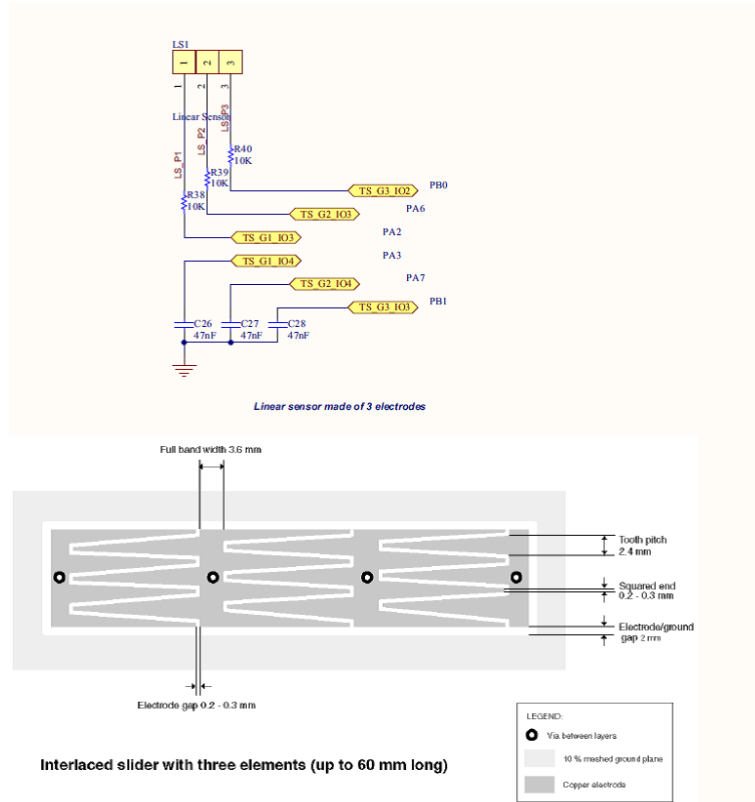 LS1
1
2
3
1
2
3
Linear Sensor
LS_P1
LS_P2
LS_P3
R40
10K
R39
10K
R38
10K
TS_G3_IO2 PB0
TS_G2_IO3 PA6
TS_G1_IO3 PA2
TS_G1_IO4 PA3
TS_G2_IO4 PA7
TS_G3_IO3 PB1
C26
47nF
C27
47nF
C28
47nF
Linear sensor made of 3 electrodes
Full band width 3.6 mm
Tooth pitch
2.4 mm
Squared end
0.2 - 0.3 mm
Electrode/ground
gap 2 mm
Electrode gap 0.2 - 0.3 mm
LEGEND:
Via between layers
10 % meshed ground plane
Copper electrode
Interlaced slider with three elements (up to 60 mm long)